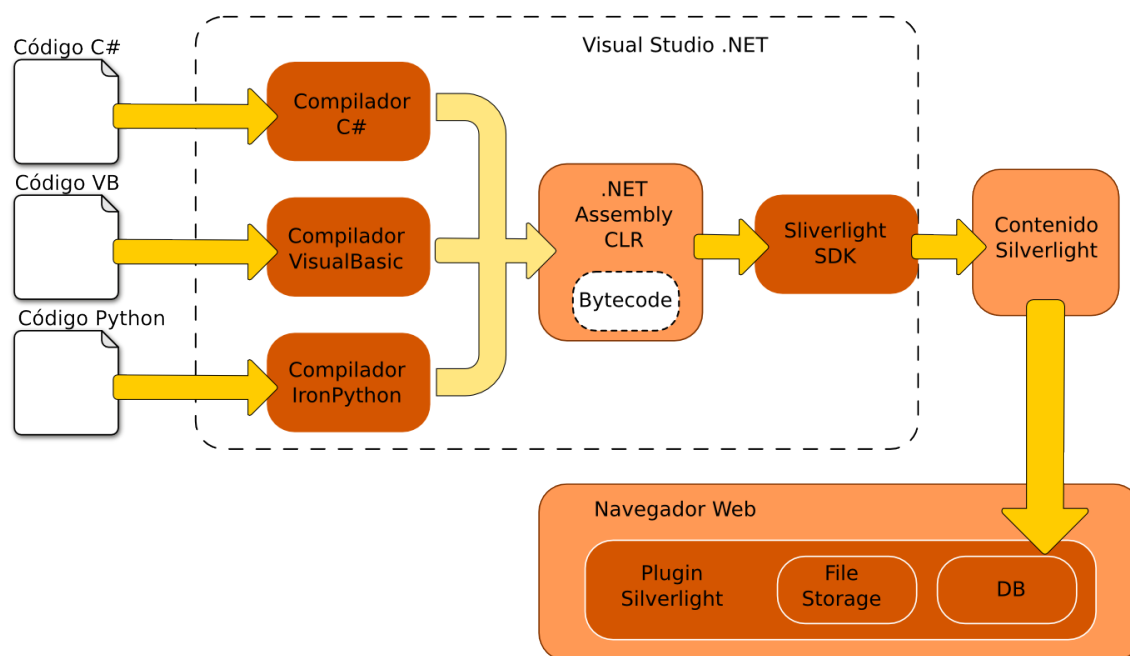 Visual Studio .NET
Código C#
Compilador
C#
Código VB
Compilador
VisualBasic
Código Python
Compilador
IronPython
.NET
Assembly
CLR
Bytecode
Sliverlight
SDK
Contenido
Silverlight
Navegador Web
Plugin
Silverlight
File
Storage
DB